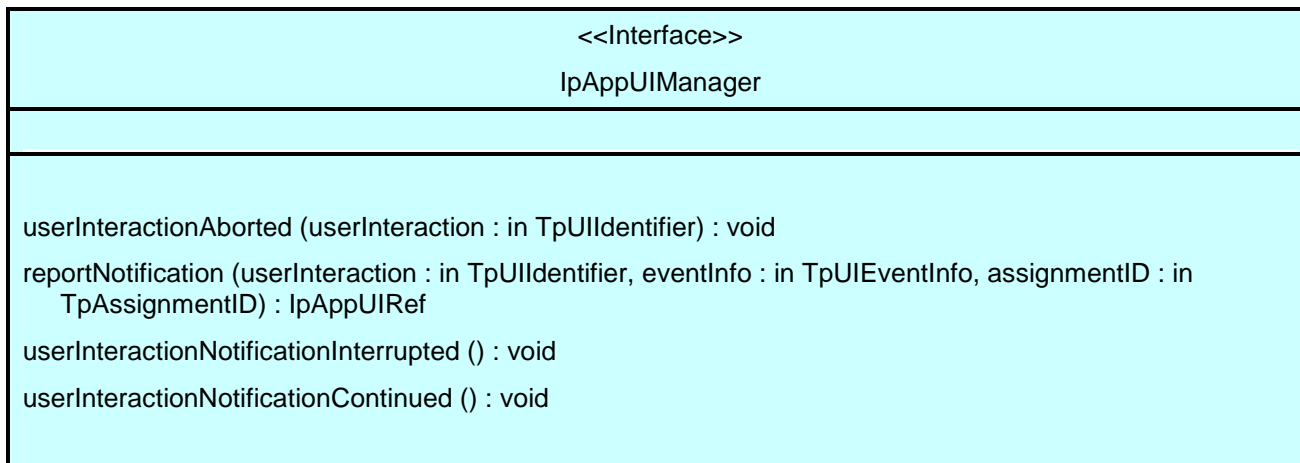 <<Interface>>
IpAppUIManager
userInteractionAborted (userInteraction : in TpUIIdentifier) : void
reportNotification (userInteraction : in TpUIIdentifier, eventInfo : in TpUIEventInfo, assignmentID : in
TpAssignmentID) : IpAppUIRef
userInteractionNotificationInterrupted () : void
userInteractionNotificationContinued () : void